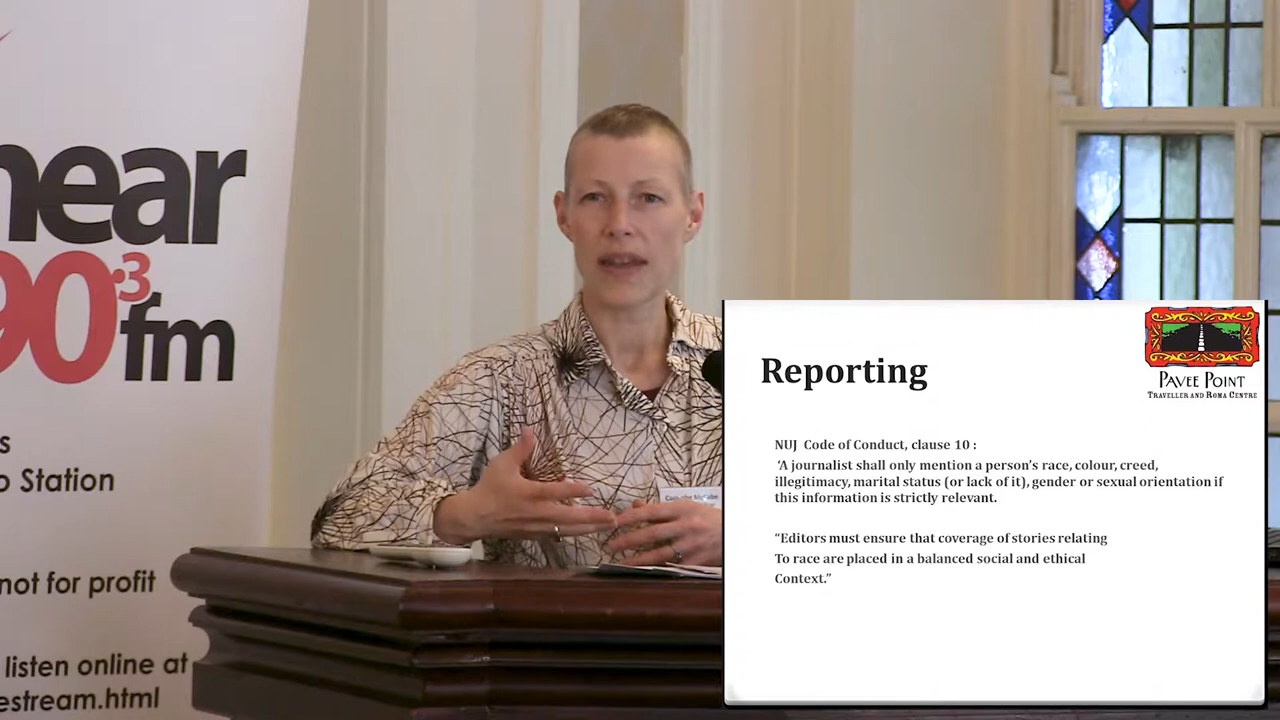 near
90.3
fm
s
o Station
not for profit
listen online at
estream.html
Reporting
PAVEE POINT
TRAVELLER AND ROMA CENTRE
NUJ Code of Conduct, clause 10 :
‘A journalist shall only mention a person’s race, colour, creed,
illegitimacy, marital status (or lack of it), gender or sexual orientation if
this information is strictly relevant.
“Editors must ensure that coverage of stories relating
To race are placed in a balanced social and ethical
Context.”